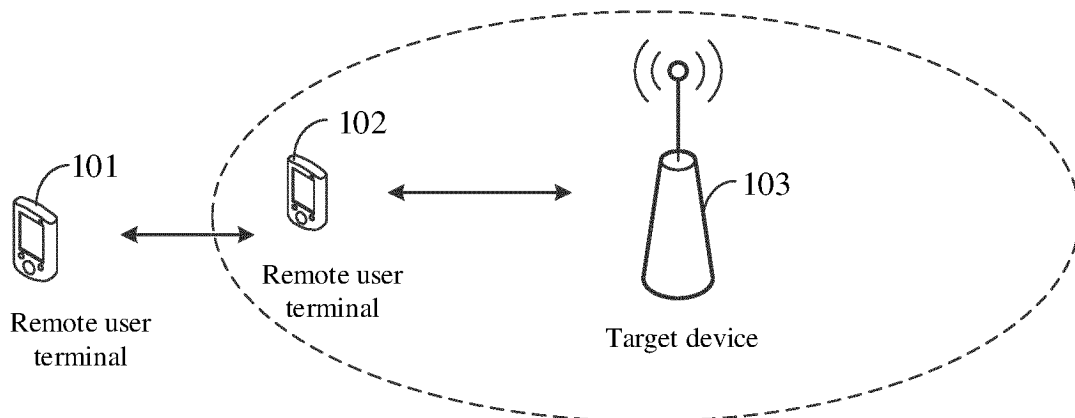 102
101
103
Remote user
terminal
Remote user
terminal
Target device